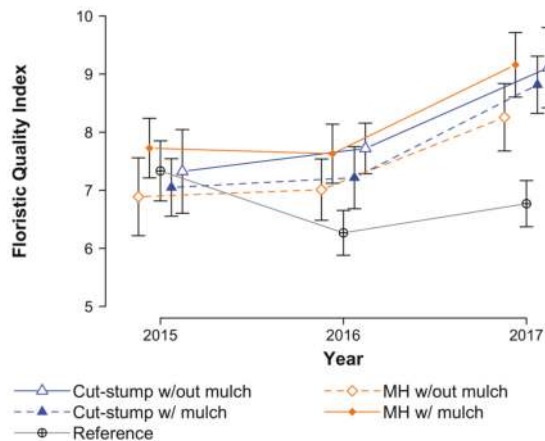 Floristic Quality Index
10
9
8
7
6
5
2015 2016 2017
Year
Cut-stump w/out mulch MH w/out mulch
Cut-stump w/ mulch MH w/ mulch
Reference